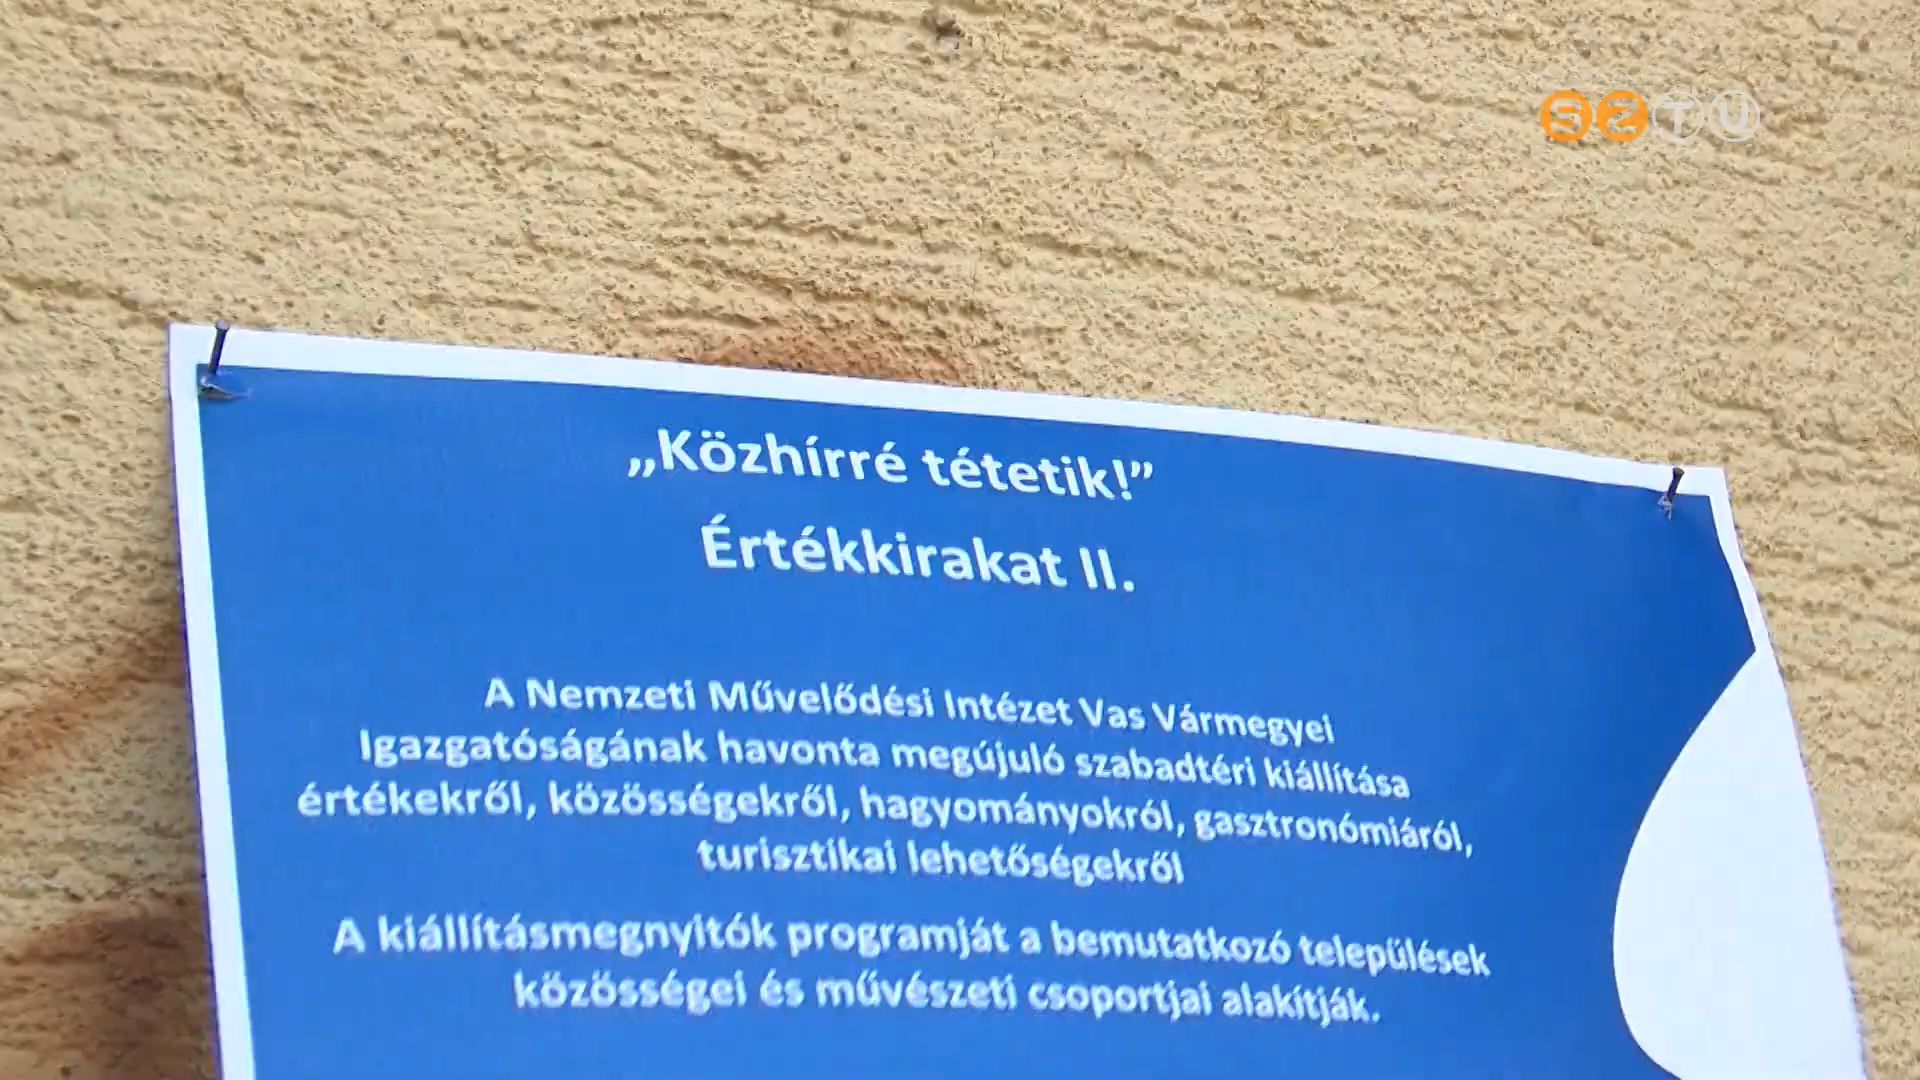 SZTV
„Közhírré tétetik!”
Értékkirakat II.
A Nemzeti Művelődési Intézet Vas Vármegyei
Igazgatóságának havonta megújuló szabadtéri kiállítása
értékekről, közösségekről, hagyományokról, gasztronómiáról,
turisztikai lehetőségekről
A kiállításmegnyitók programját a bemutatkozó települések
közösségei és művészeti csoportjai alakítják.